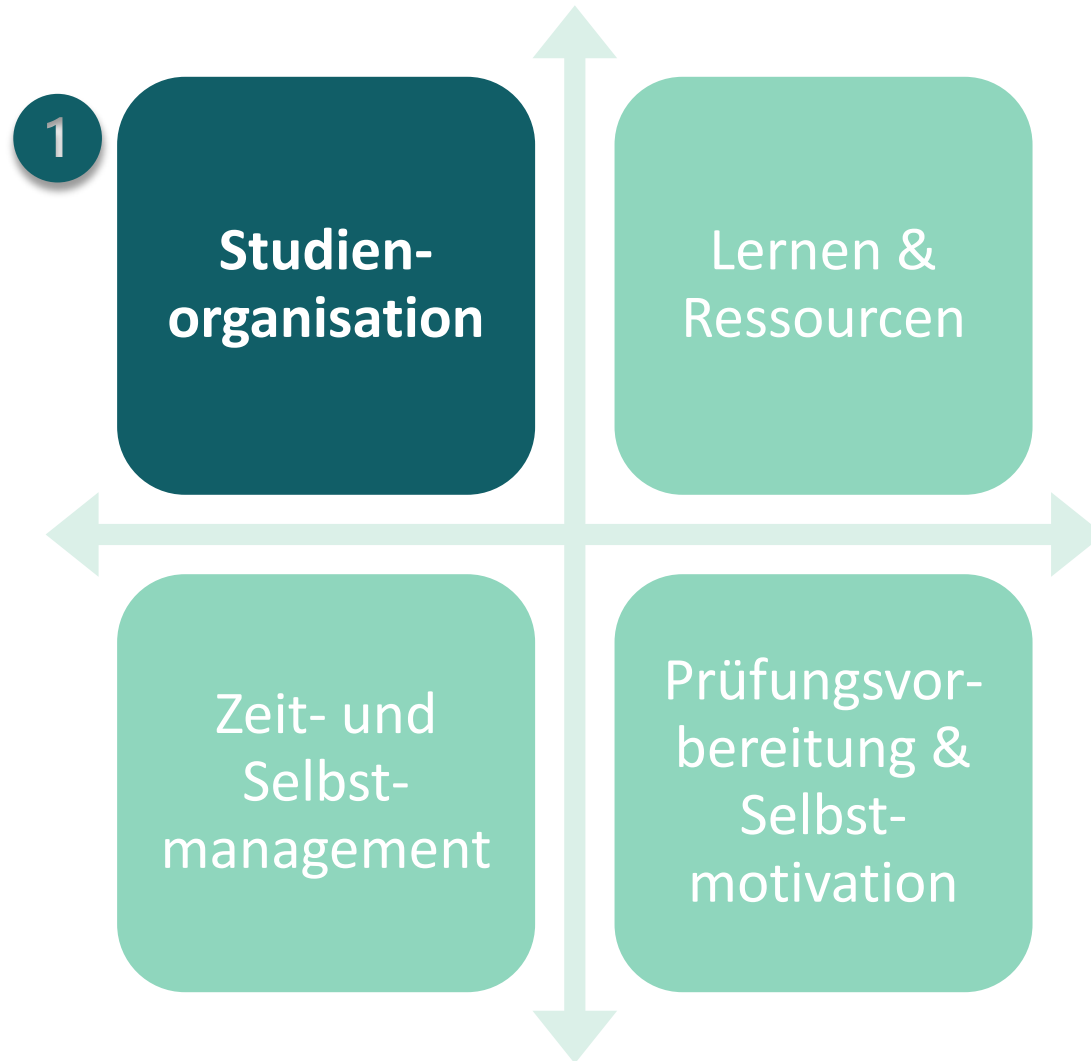 1
Studien-
organisation
Lernen &
Ressourcen
Zeit- und
Selbst-
management
Prüfungsvor-
bereitung &
Selbst-
motivation